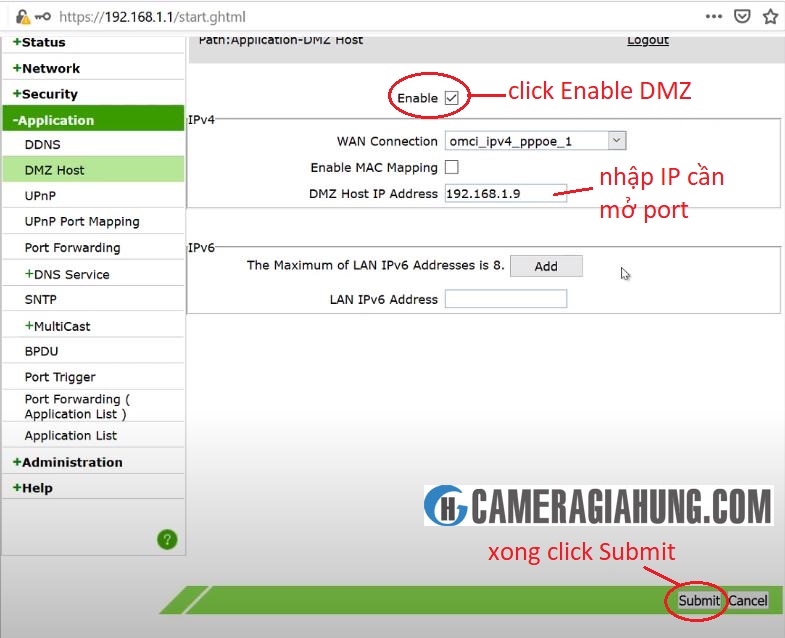 https://192.168.1.1/start.ghtml
+Status
+Network
+Security
-Application
DDNS
DMZ Host
UPnP
UPnP Port Mapping
Port Forwarding
+DNS Service
SNTP
+MultiCast
BPDU
Port Trigger
Port Forwarding (
Application List )
Application List
+Administration
+Help
?
Path:Application-DMZ Host
Logout
Enable
click Enable DMZ
IPv4
WAN Connection omci_ipv4_pppoe_1
Enable MAC Mapping
DMZ Host IP Address 192.168.1.9
nhập IP cần
mở port
IPv6
The Maximum of LAN IPv6 Addresses is 8. Add
LAN IPv6 Address
HG CAMERAGIAHUNG.COM
xong click Submit
Submit Cancel